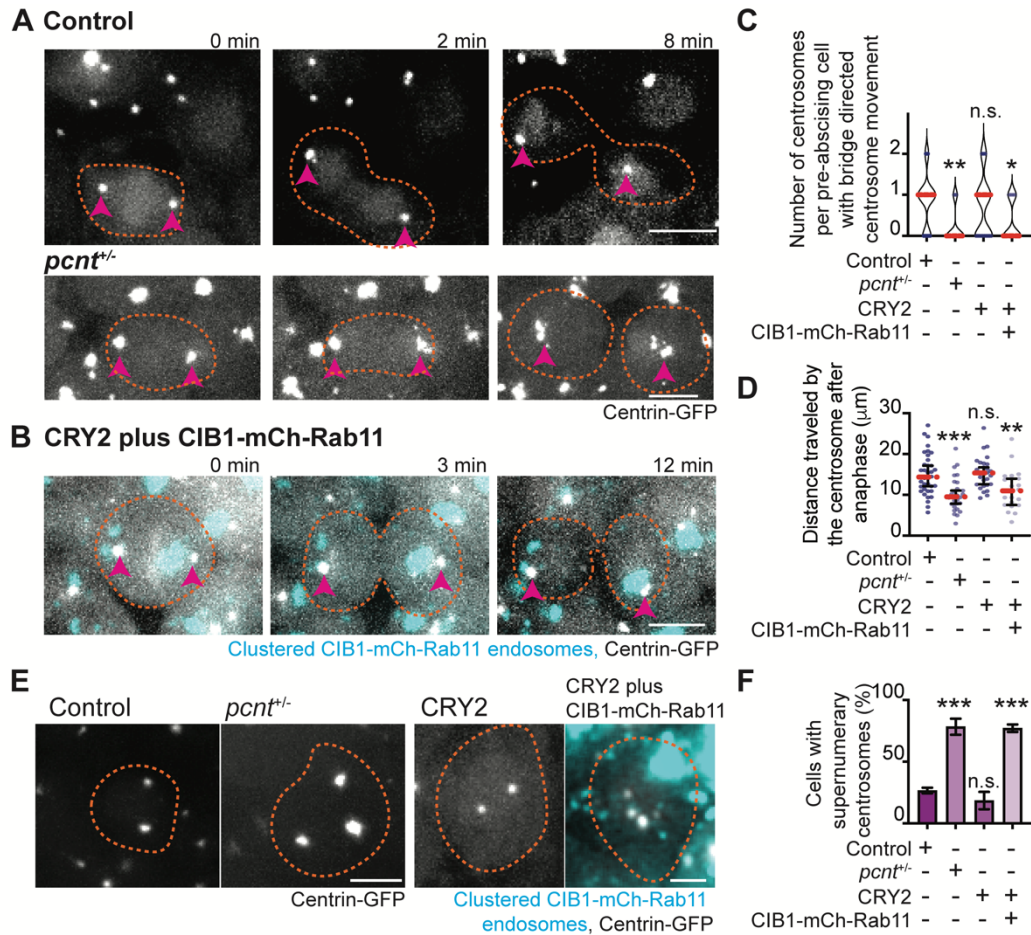 A Control
0 min
2 min
8 min
pcnt+/-
Centrin-GFP
B CRY2 plus CIB1-mCh-Rab11
0 min
3 min
12 min
Clustered CIB1-mCh-Rab11 endosomes, Centrin-GFP
C
Number of centrosomes
per pre-abscising cell
with bridge directed
centrosome movement
2
1
0
**
n.s.
*
Control
+ - - -
pcnt+/-
- + - -
CRY2
- - + +
CIB1-mCh-Rab11
- - - +
D
Distance traveled by
the centrosome after
anaphase (μm)
30
20
10
0
***
n.s.
**
Control
+ - - -
pcnt+/-
- + - -
CRY2
- - + +
CIB1-mCh-Rab11
- - - +
E
Control
pcnt+/-
CRY2
CRY2 plus
CIB1-mCh-Rab11
Centrin-GFP
Clustered CIB1-mCh-Rab11
endosomes, Centrin-GFP
F
Cells with
supernumerary
centrosomes (%)
100
50
0
***
n.s.
***
Control
+ - - -
pcnt+/-
- + - -
CRY2
- - + +
CIB1-mCh-Rab11
- - - +